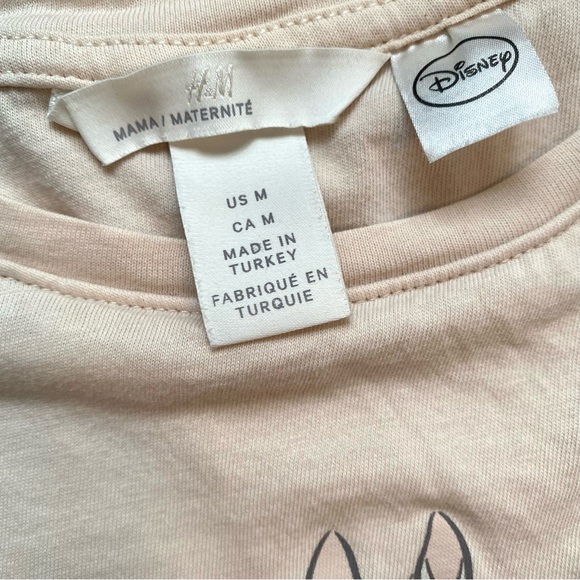 H&M
MAMA / MATERNITÉ
DISNEY
US M
CA M
MADE IN
TURKEY
FABRIQUÉ EN
TURQUIE